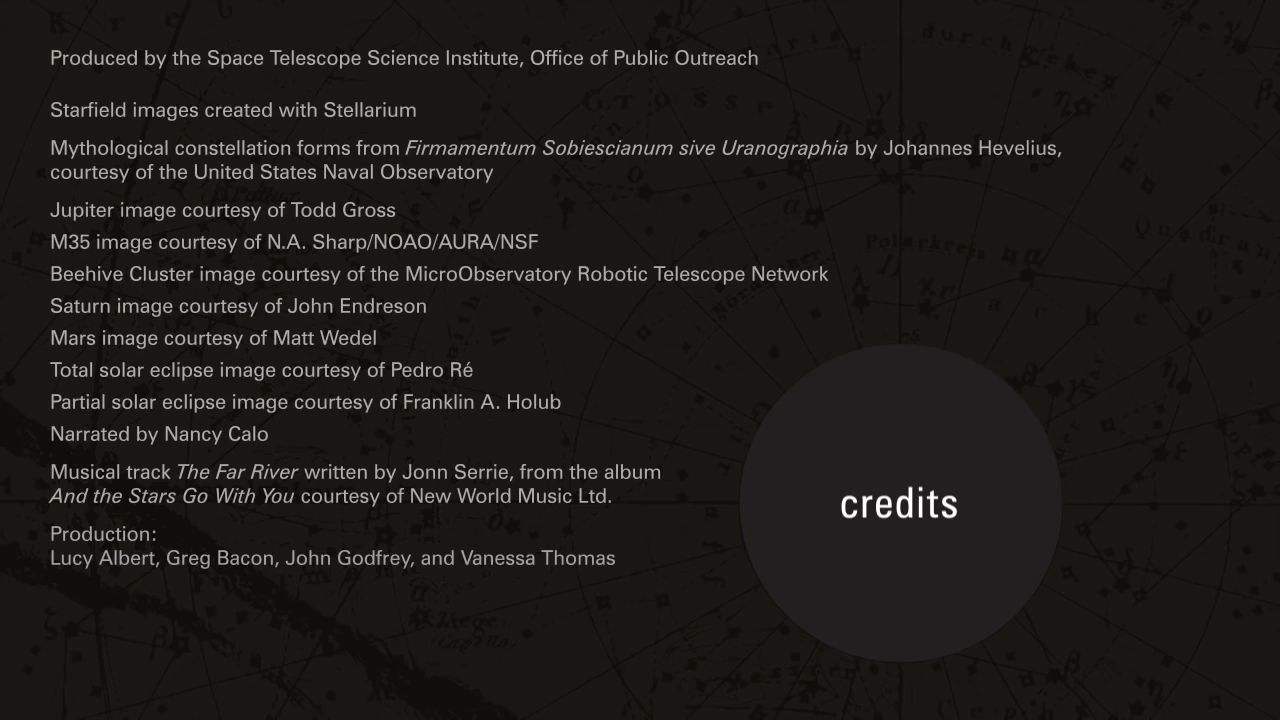 Produced by the Space Telescope Science Institute, Office of Public Outreach
Starfield images created with Stellarium
Mythological constellation forms from Firmamentum Sobiescianum sive Uranographia by Johannes Hevelius,
courtesy of the United States Naval Observatory
Jupiter image courtesy of Todd Gross
M35 image courtesy of N.A. Sharp/NOAO/AURA/NSF
Beehive Cluster image courtesy of the MicroObservatory Robotic Telescope Network
Saturn image courtesy of John Endreson
Mars image courtesy of Matt Wedel
Total solar eclipse image courtesy of Pedro Ré
Partial solar eclipse image courtesy of Franklin A. Holub
Narrated by Nancy Calo
Musical track The Far River written by Jonn Serrie, from the album
And the Stars Go With You courtesy of New World Music Ltd.
Production:
Lucy Albert, Greg Bacon, John Godfrey, and Vanessa Thomas
credits
durch
Grosse
Polarkreis